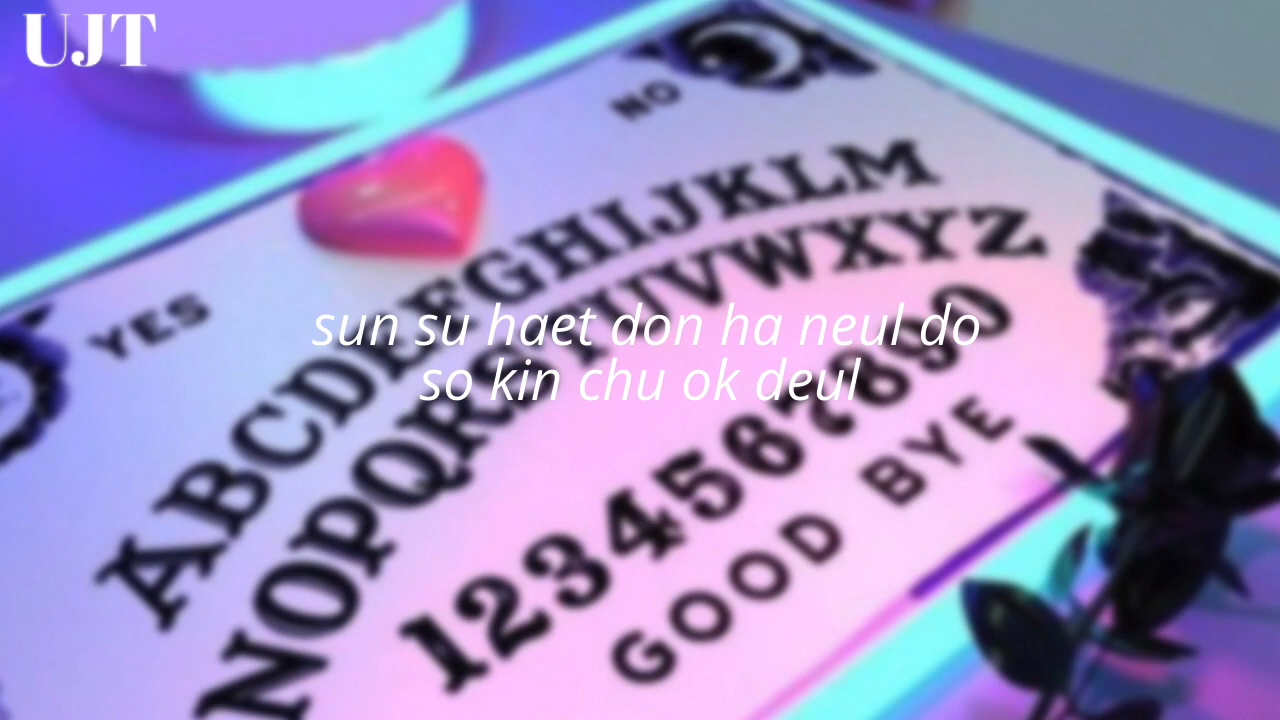 UJT
NO
YES
ABCDEFGHIJKLM
NOPQRSTUVWXYZ
1234567890
GOOD BYE
sun su haet don ha neul do
so kin chu ok deul